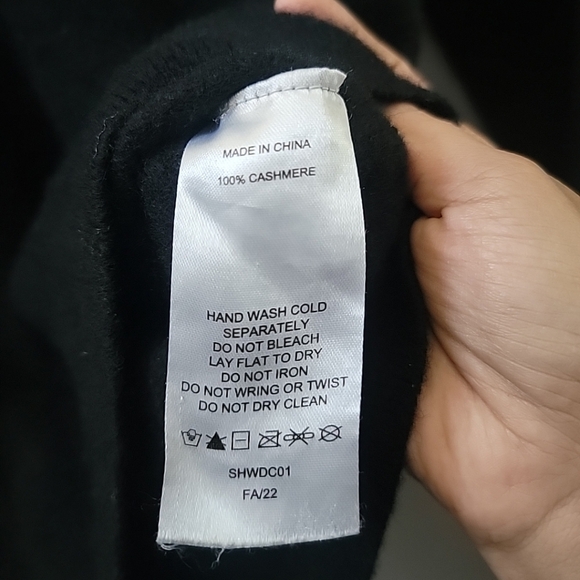 MADE IN CHINA
100% CASHMERE
HAND WASH COLD
SEPARATELY
DO NOT BLEACH
LAY FLAT TO DRY
DO NOT IRON
DO NOT WRING OR TWIST
DO NOT DRY CLEAN
SHWDC01
FA/22